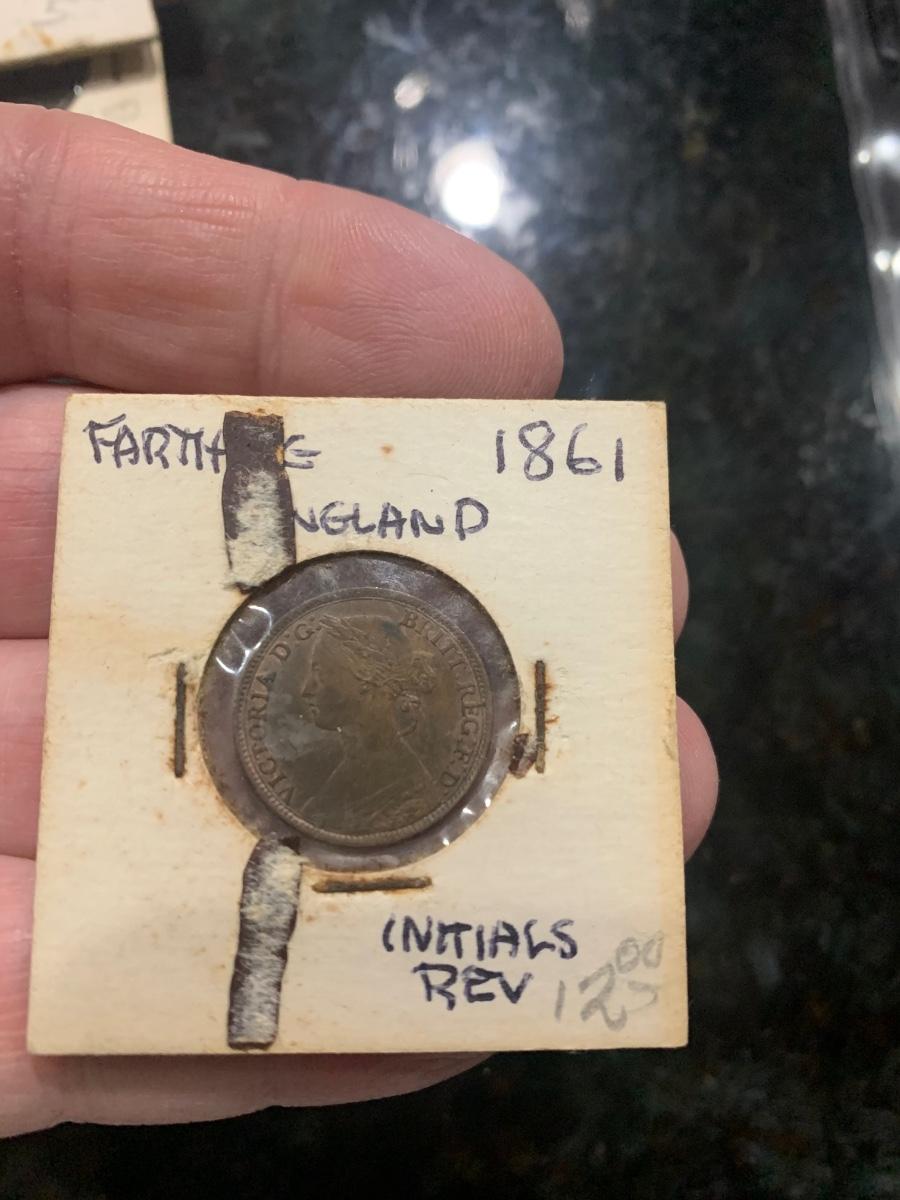 1861
NGLAND
VICTORIA D:G: BRITT:REG:F:D:
INITIALS
REV
12.00